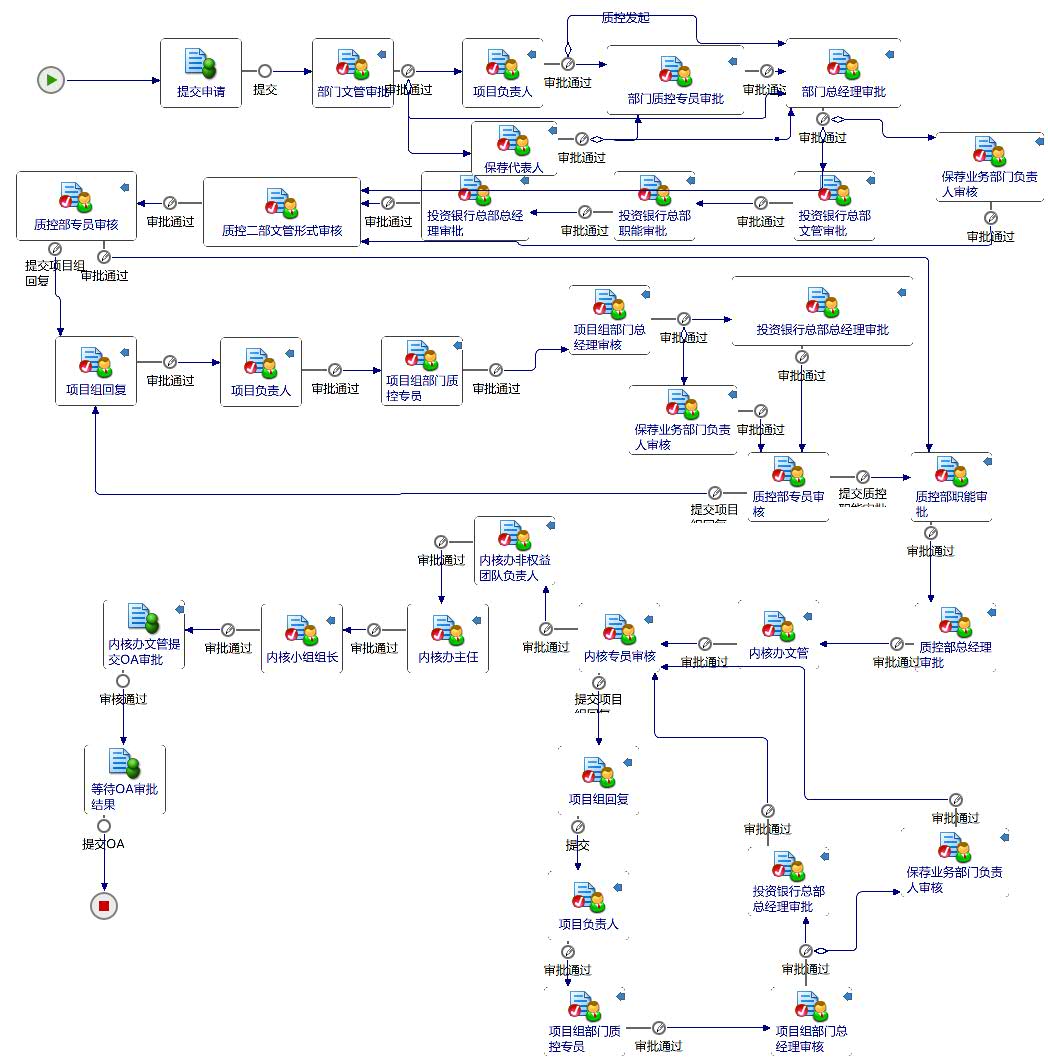 质控发起
提交申请
提交
部门文管审批
审批通过
项目负责人
审批通过
部门质控专员审批
审批通过
部门总经理审批
审批通过
保荐代表人
审批通过
保荐业务部门负责
人审核
审批通过
质控部专员审核
审批通过
质控二部文管形式审核
审批通过
投资银行总部总经
理审批
审批通过
投资银行总部
职能审批
审批通过
投资银行总部
文管审批
提交项目组
回复
审批通过
项目组部门总
经理审核
审批通过
投资银行总部总经理审批
审批通过
项目组回复
审批通过
项目负责人
审批通过
项目组部门质
控专员
审批通过
保荐业务部门负责
人审核
审批通过
质控部专员审
核
提交项目
组回复
提交质控
职能审批
质控部职能审
批
审批通过
内核办非权益
团队负责人
审批通过
内核办文管提
交OA审批
审批通过
内核小组组长
审批通过
内核办主任
审批通过
内核专员审核
审批通过
内核办文管
审批通过
质控部总经理
审批
审核通过
提交项目
组回复
等待OA审批
结果
提交OA
项目组回复
提交
审批通过
审批通过
投资银行总部
总经理审批
保荐业务部门负责
人审核
项目负责人
审批通过
审批通过
项目组部门质
控专员
审批通过
项目组部门总
经理审核